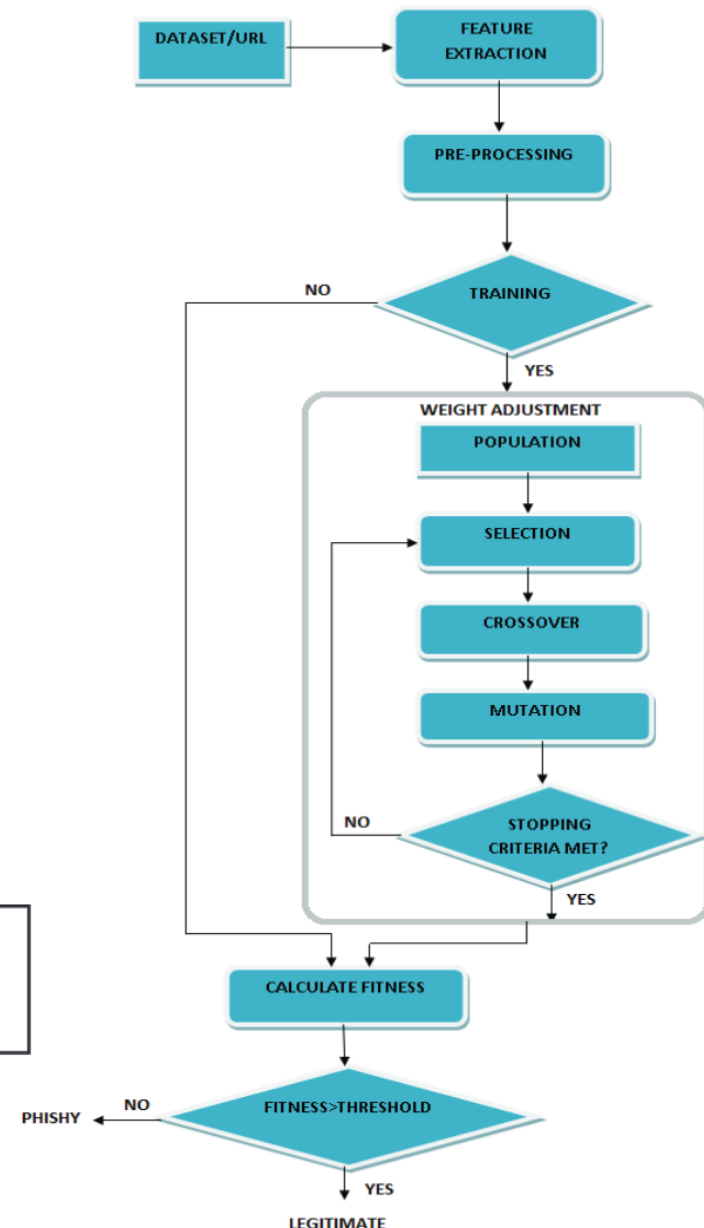 DATASET/URL
FEATURE
EXTRACTION
PRE-PROCESSING
TRAINING
NO
YES
WEIGHT ADJUSTMENT
POPULATION
SELECTION
CROSSOVER
MUTATION
STOPPING
CRITERIA MET?
NO
YES
CALCULATE FITNESS
FITNESS>THRESHOLD
NO
PHISHY
YES
LEGITIMATE